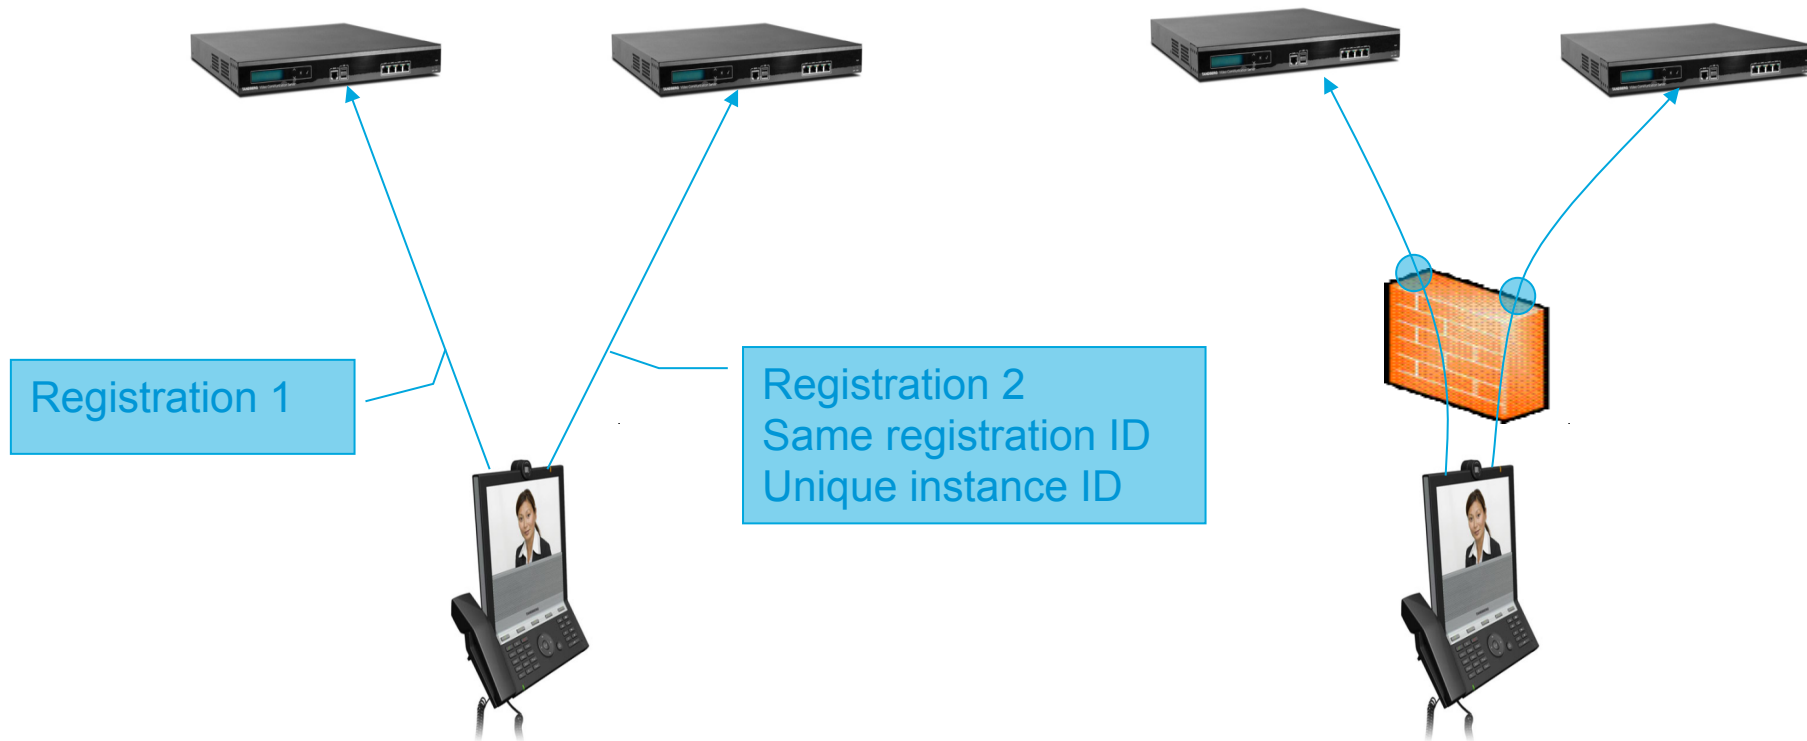 Registration 1
Registration 2
Same registration ID
Unique instance ID